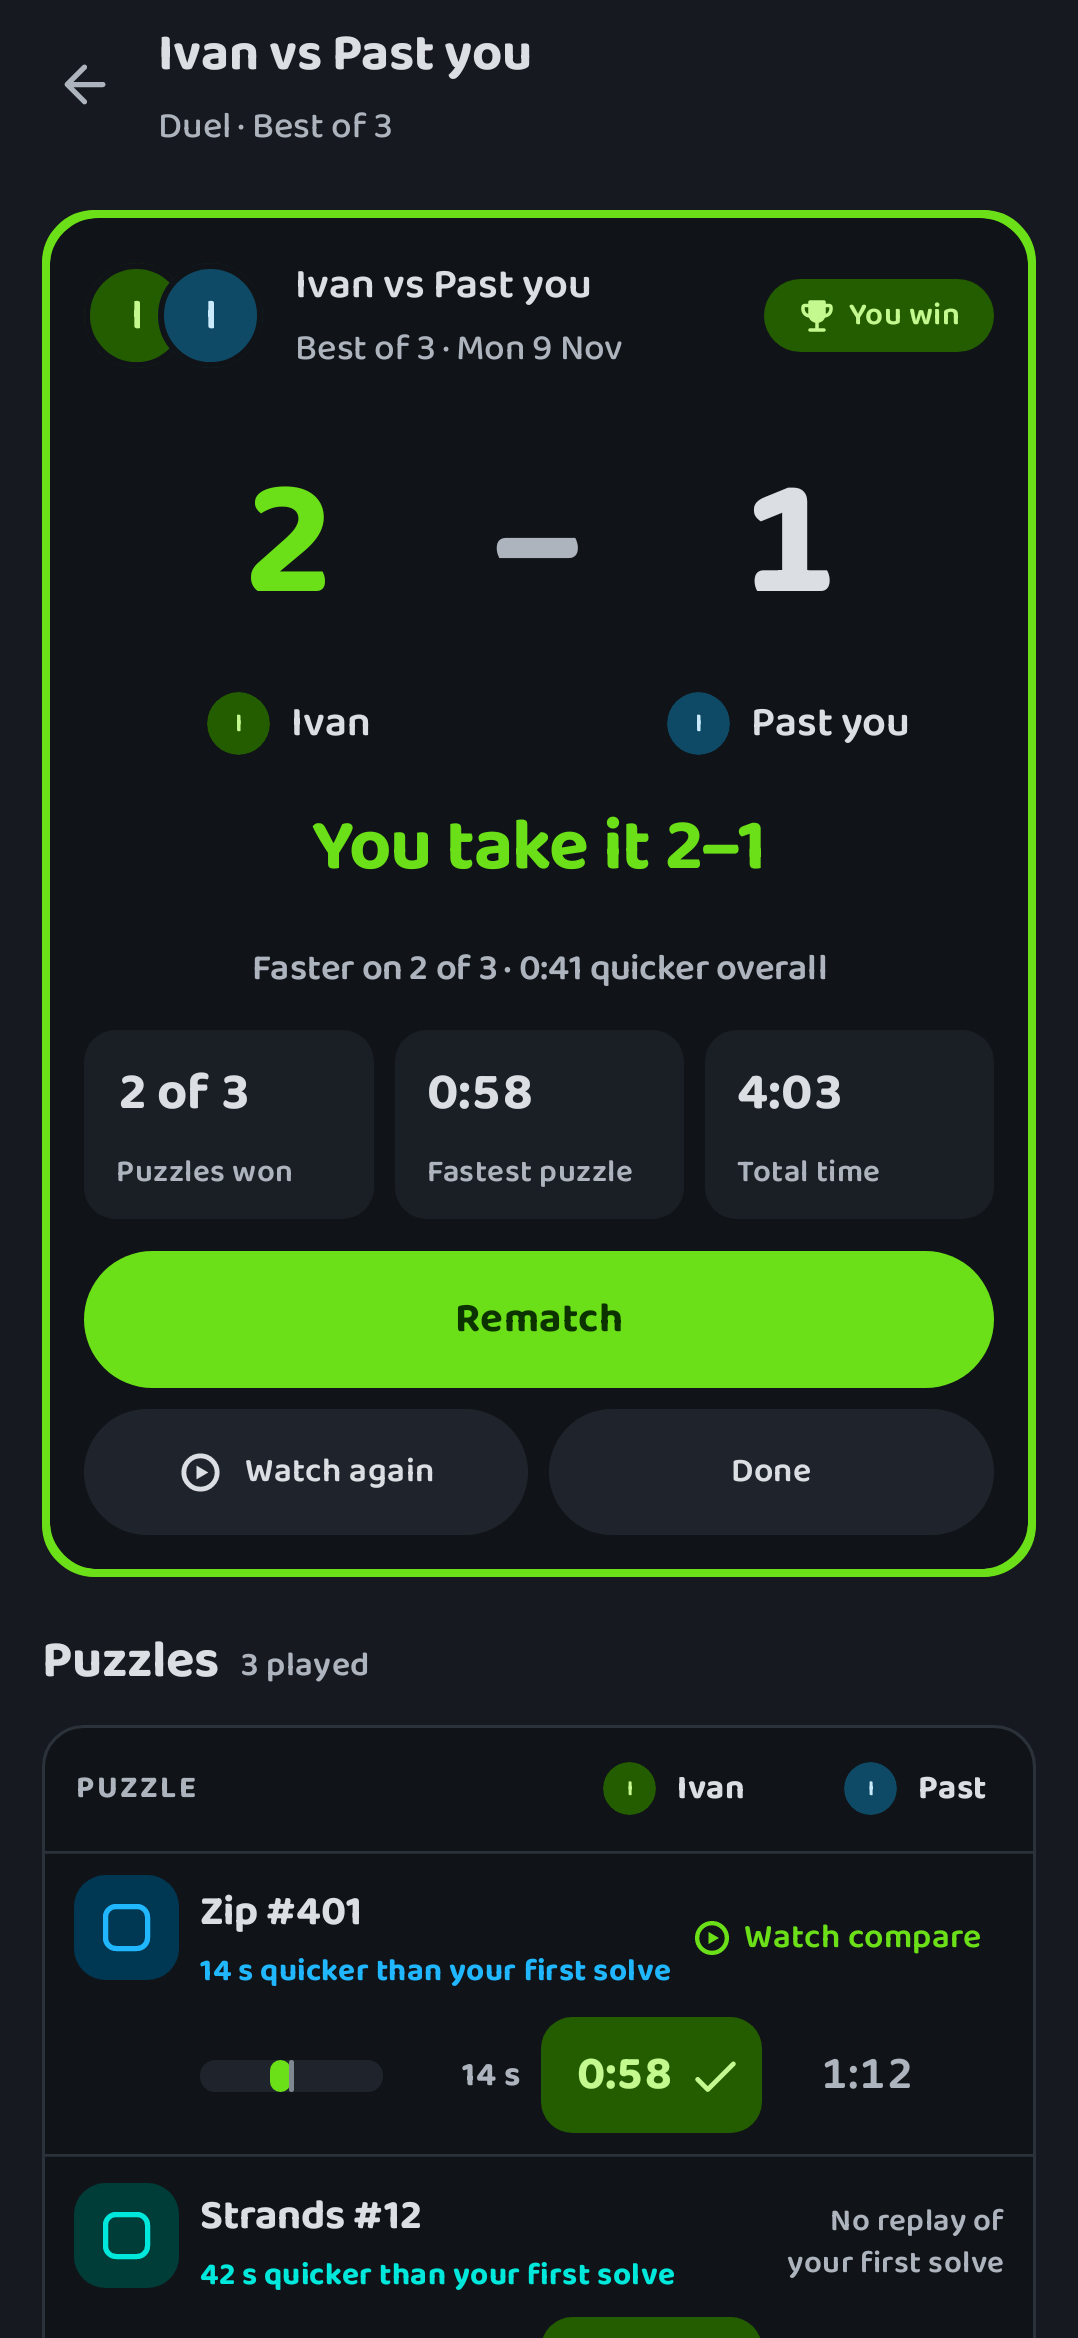 Ivan vs Past you
Duel · Best of 3
I I Ivan vs Past you
Best of 3 · Mon 9 Nov
You win
2 – 1
I Ivan
I Past you
You take it 2–1
Faster on 2 of 3 · 0:41 quicker overall
2 of 3
Puzzles won
0:58
Fastest puzzle
4:03
Total time
Rematch
Watch again
Done
Puzzles 3 played
PUZZLE I Ivan I Past
Zip #401
14 s quicker than your first solve
Watch compare
14 s 0:58 1:12
Strands #12
42 s quicker than your first solve
No replay of
your first solve